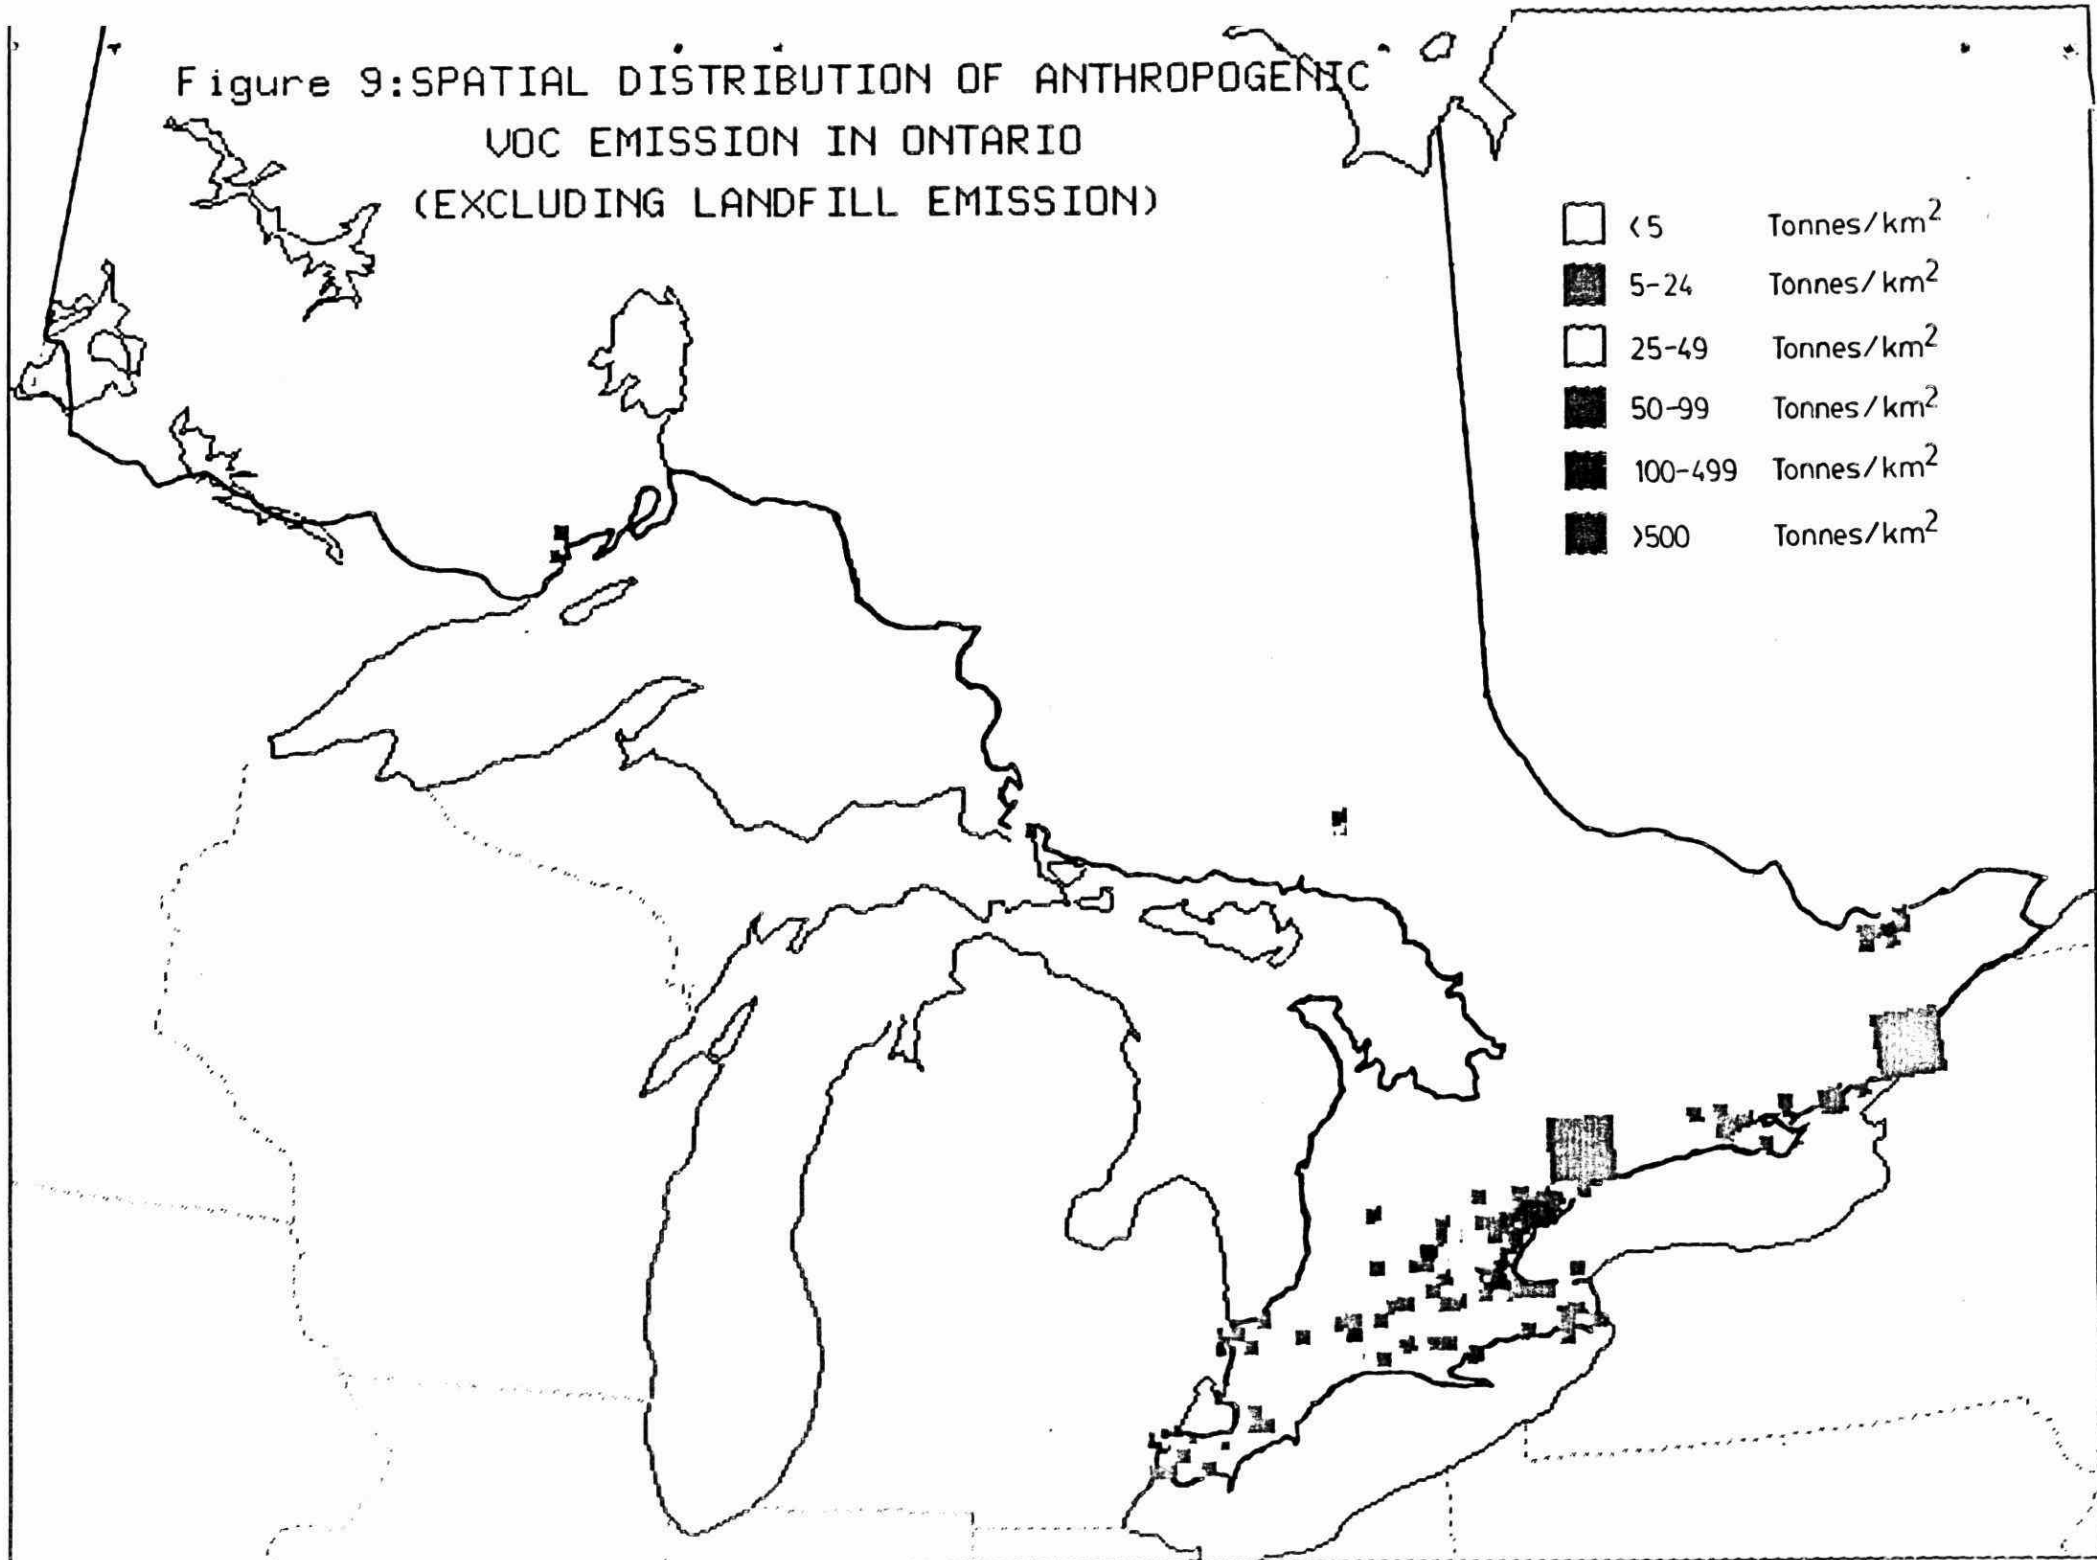 Figure 9:SPATIAL DISTRIBUTION OF ANTHROPOGENIC
VOC EMISSION IN ONTARIO
(EXCLUDING LANDFILL EMISSION)
<5 Tonnes/km²
5-24 Tonnes/km²
25-49 Tonnes/km²
50-99 Tonnes/km²
100-499 Tonnes/km²
>500 Tonnes/km²